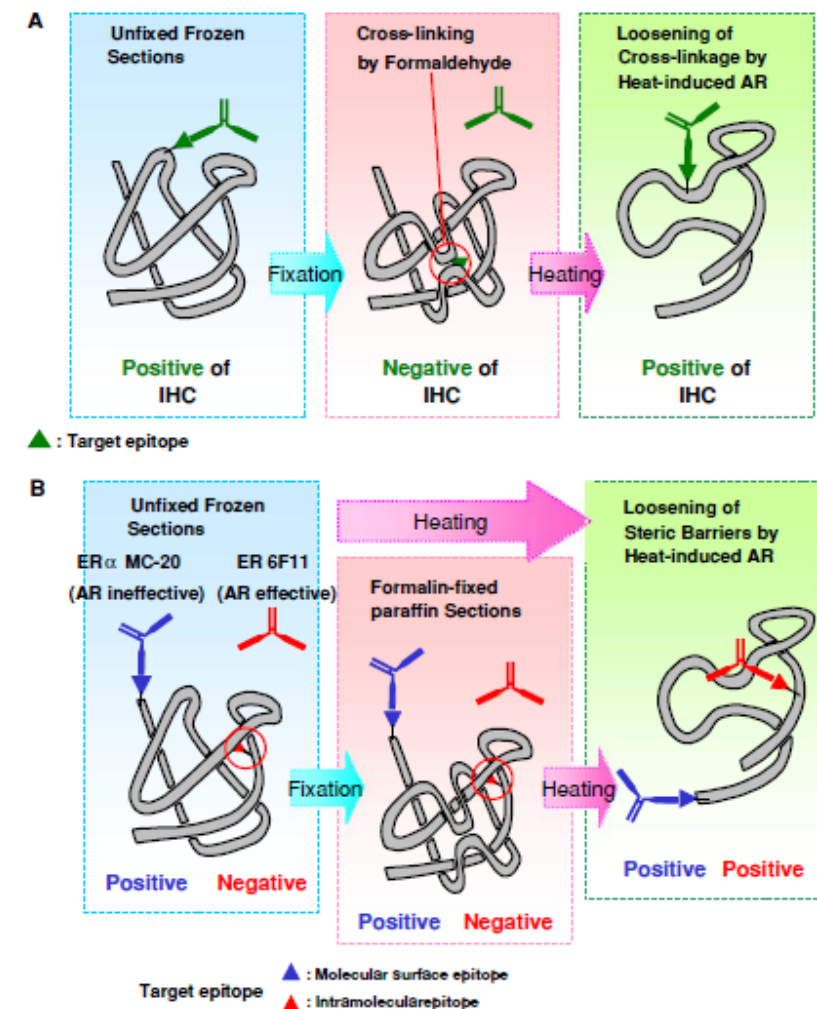 A
Unfixed Frozen
Sections
Cross-linking
by Formaldehyde
Loosening of
Cross-linkage by
Heat-induced AR
Fixation
Heating
Positive of
IHC
Negative of
IHC
Positive of
IHC
: Target epitope
B
Unfixed Frozen
Sections
ERα MC-20 ER 6F11
(AR ineffective) (AR effective)
Heating
Formalin-fixed
paraffin Sections
Loosening of
Steric Barriers by
Heat-induced AR
Fixation
Heating
Positive Negative
Positive Negative
Positive Positive
Target epitope
: Molecular surface epitope
: Intramolecularepitope